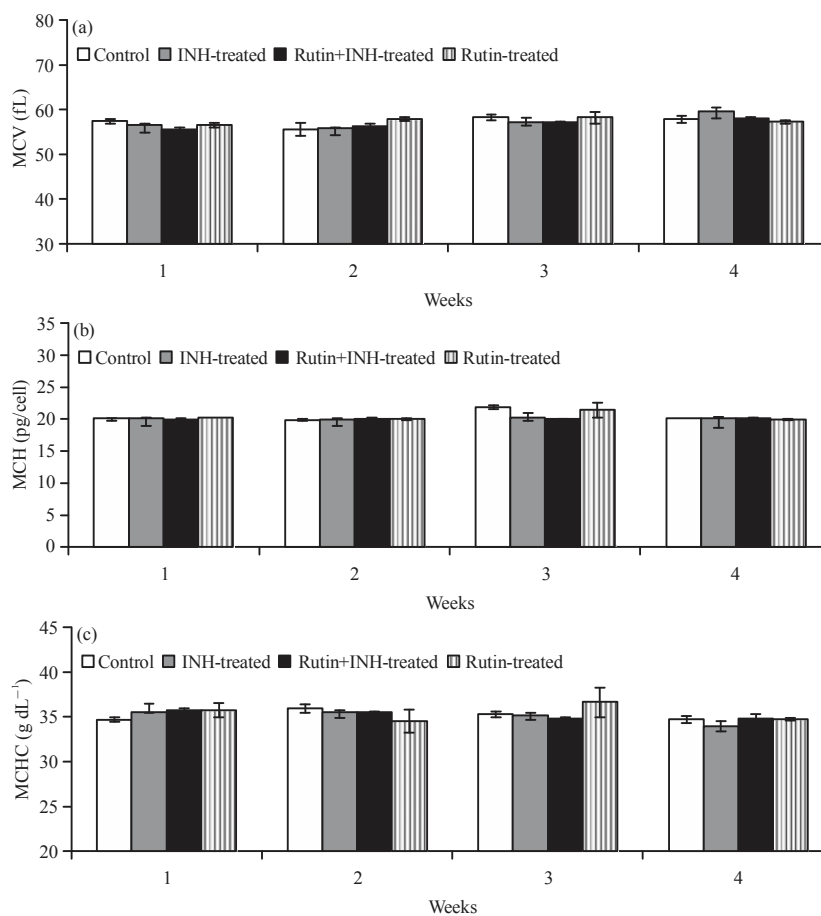 (a)
80
Control INH-treated Rutin+INH-treated Rutin-treated
70
60
50
40
30
MCV (fL)
1 2 3 4
Weeks
(b)
35
Control INH-treated Rutin+INH-treated Rutin-treated
30
25
20
15
10
5
0
MCH (pg/cell)
1 2 3 4
Weeks
(c)
45
Control INH-treated Rutin+INH-treated Rutin-treated
40
35
30
25
20
MCHC (g dL⁻¹)
1 2 3 4
Weeks